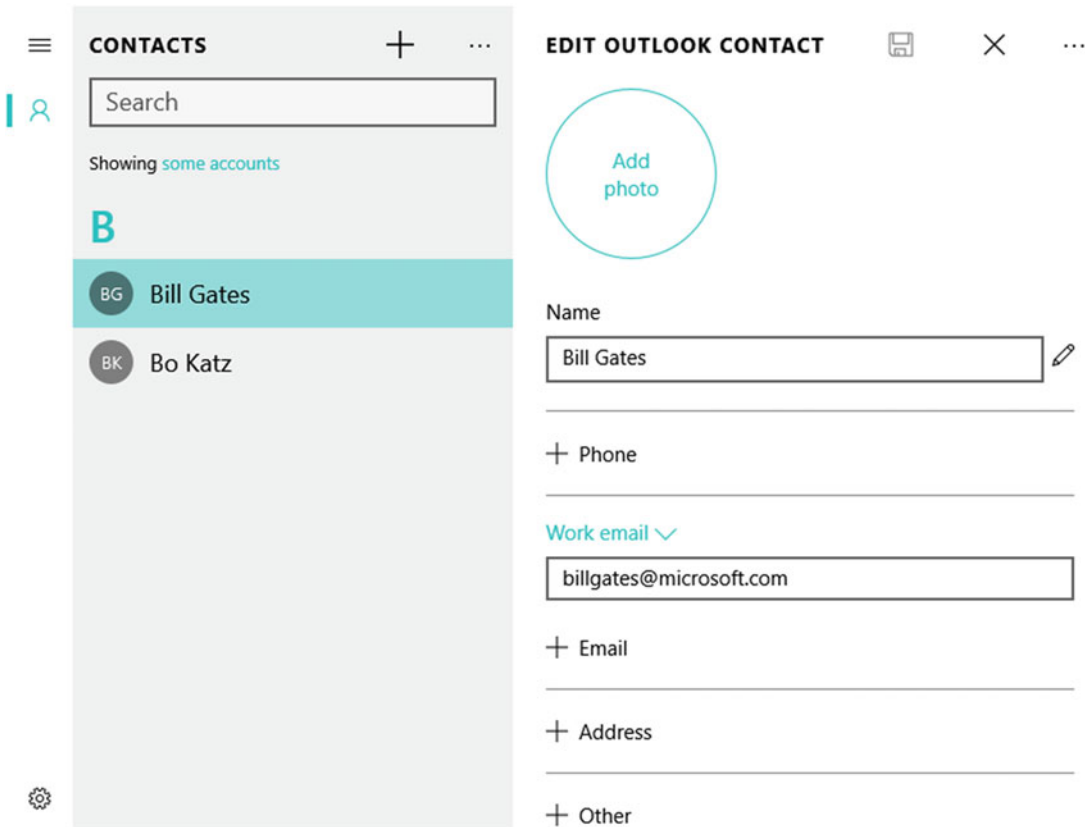 CONTACTS
Search
Showing some accounts
B
BG Bill Gates
BK Bo Katz
EDIT OUTLOOK CONTACT
Add
photo
Name
Bill Gates
Phone
Work email
billgates@microsoft.com
Email
Address
Other